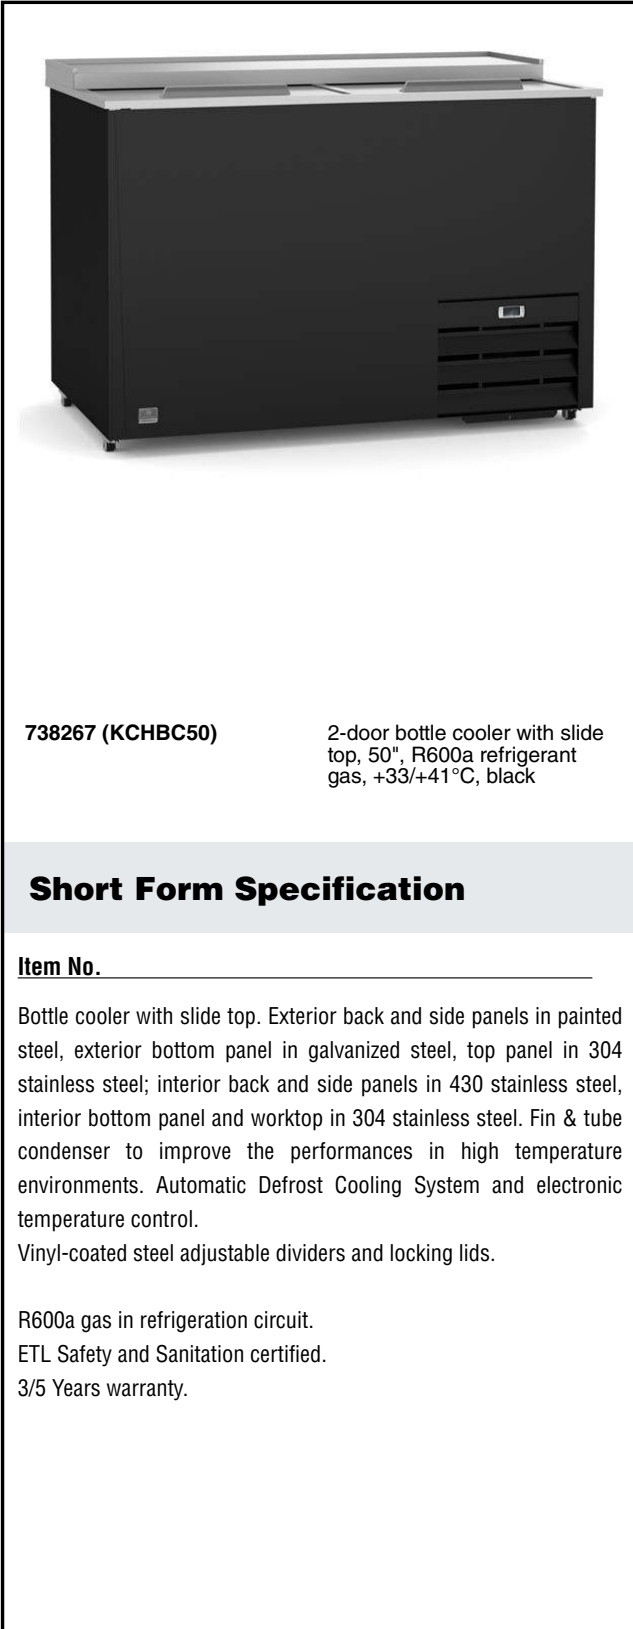 738267 (KCHBC50)
2-door bottle cooler with slide
top, 50", R600a refrigerant
gas, +33/+41°C, black
Short Form Specification
Item No.
Bottle cooler with slide top. Exterior back and side panels in painted
steel, exterior bottom panel in galvanized steel, top panel in 304
stainless steel; interior back and side panels in 430 stainless steel,
interior bottom panel and worktop in 304 stainless steel. Fin & tube
condenser to improve the performances in high temperature
environments. Automatic Defrost Cooling System and electronic
temperature control.
Vinyl-coated steel adjustable dividers and locking lids.
R600a gas in refrigeration circuit.
ETL Safety and Sanitation certified.
3/5 Years warranty.